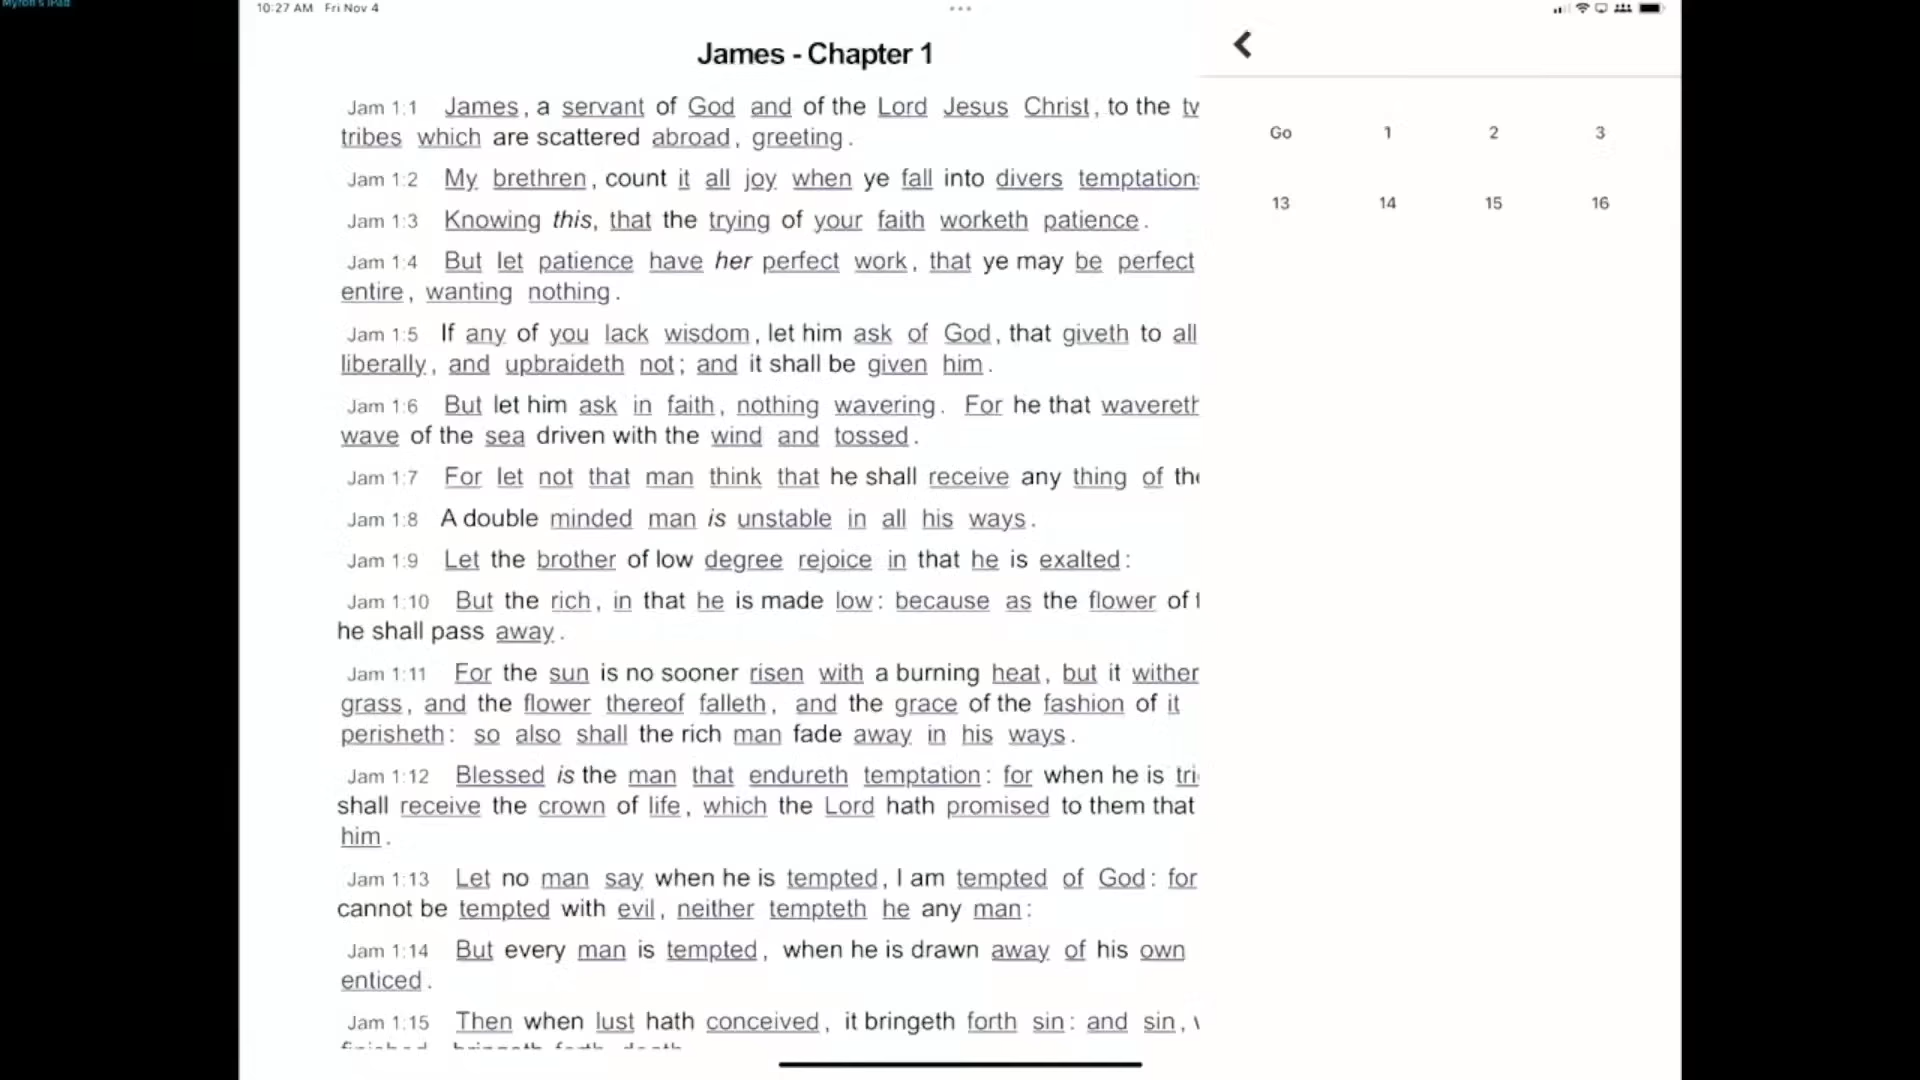 Myron's iPad
10:27 AM Fri Nov 4
James - Chapter 1
Jam 1:1 James, a servant of God and of the Lord Jesus Christ, to the
tribes which are scattered abroad, greeting.
Jam 1:2 My brethren, count it all joy when ye fall into divers temptation
Jam 1:3 Knowing this, that the trying of your faith worketh patience.
Jam 1:4 But let patience have her perfect work, that ye may be perfect
entire, wanting nothing.
Jam 1:5 If any of you lack wisdom, let him ask of God, that giveth to all
liberally, and upbraideth not; and it shall be given him.
Jam 1:6 But let him ask in faith, nothing wavering. For he that wavereth
wave of the sea driven with the wind and tossed.
Jam 1:7 For let not that man think that he shall receive any thing of the
Jam 1:8 A double minded man is unstable in all his ways.
Jam 1:9 Let the brother of low degree rejoice in that he is exalted:
Jam 1:10 But the rich, in that he is made low: because as the flower of
he shall pass away.
Jam 1:11 For the sun is no sooner risen with a burning heat, but it wither
grass, and the flower thereof falleth, and the grace of the fashion of it
perisheth: so also shall the rich man fade away in his ways.
Jam 1:12 Blessed is the man that endureth temptation: for when he is tri
shall receive the crown of life, which the Lord hath promised to them that
him.
Jam 1:13 Let no man say when he is tempted, I am tempted of God: for
cannot be tempted with evil, neither tempteth he any man:
Jam 1:14 But every man is tempted, when he is drawn away of his own
enticed.
Jam 1:15 Then when lust hath conceived, it bringeth forth sin: and sin,
Go 1 2 3
13 14 15 16